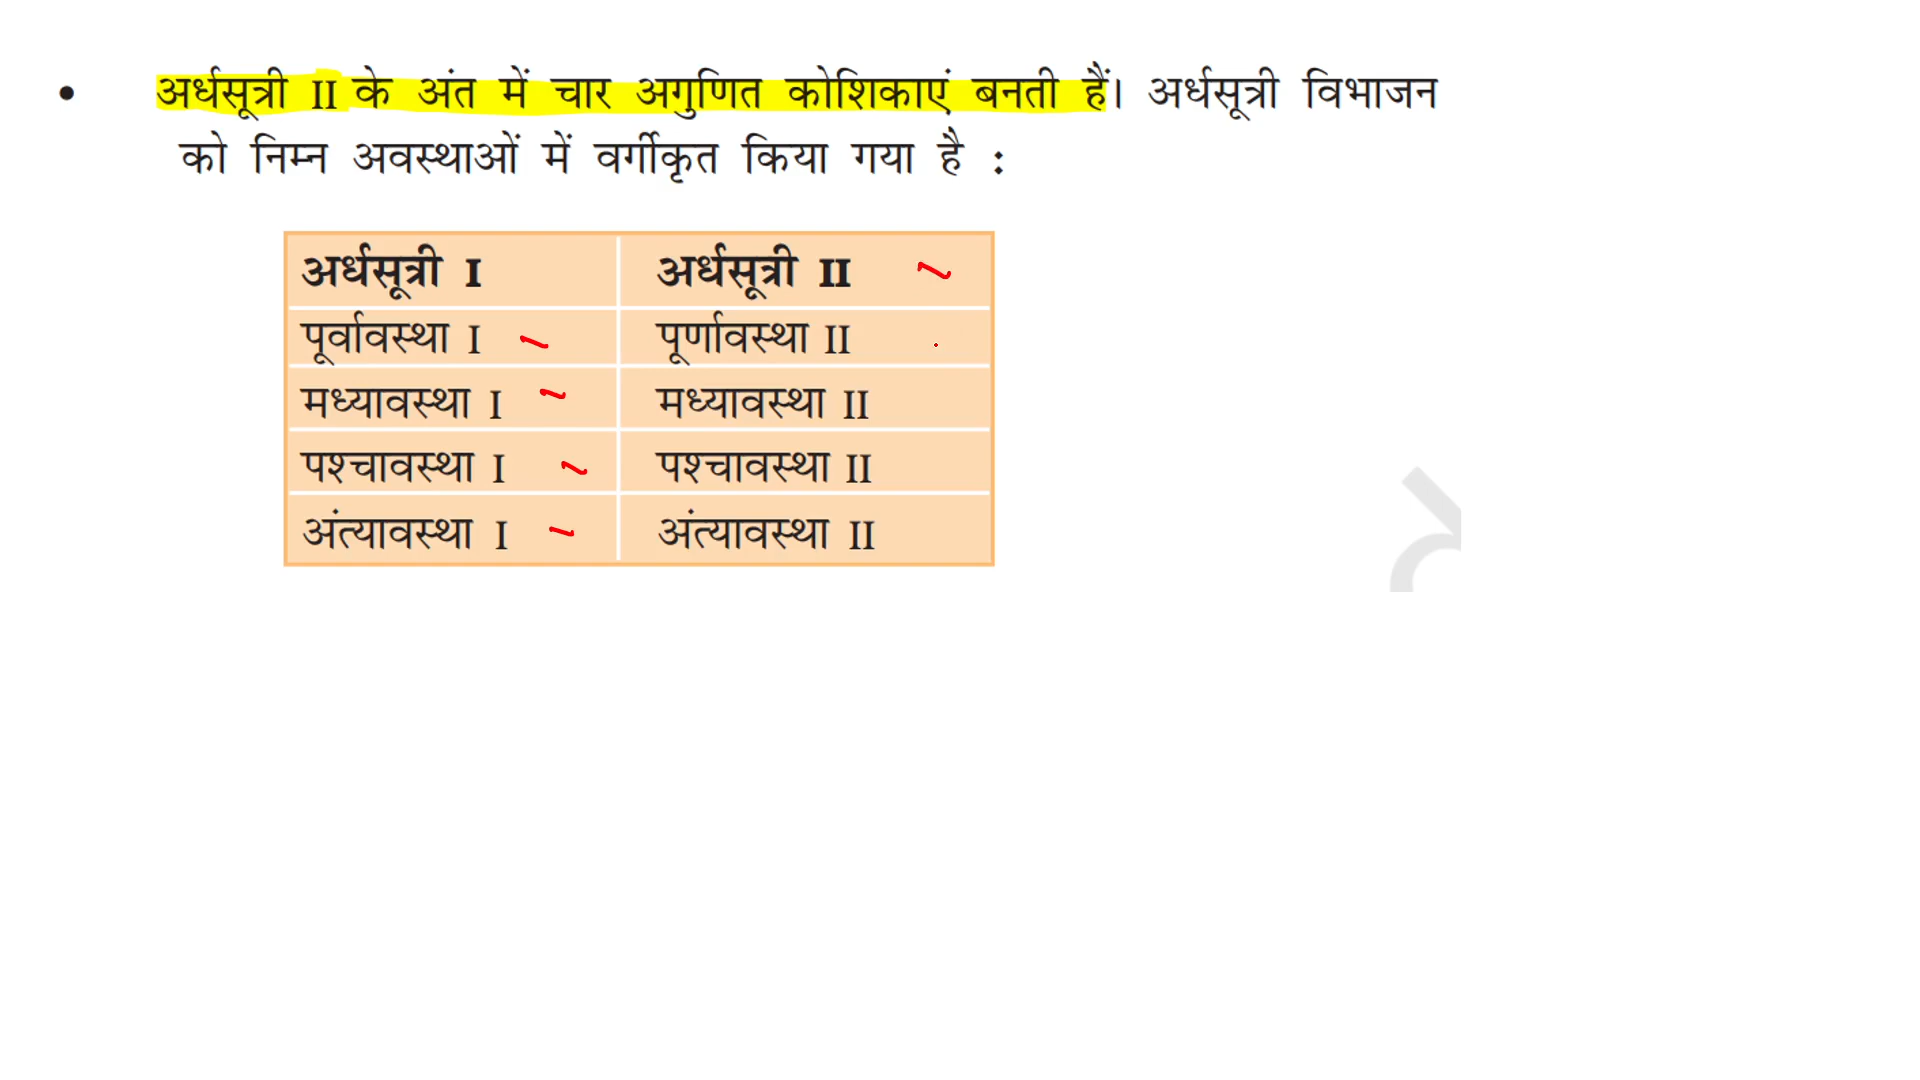 • अर्धसूत्री II के अंत में चार अगुणित कोशिकाएं बनती हैं। अर्धसूत्री विभाजन
को निम्न अवस्थाओं में वर्गीकृत किया गया है :
अर्धसूत्री I अर्धसूत्री II
पूर्वावस्था I पूर्णावस्था II
मध्यावस्था I मध्यावस्था II
पश्चावस्था I पश्चावस्था II
अंत्यावस्था I अंत्यावस्था II